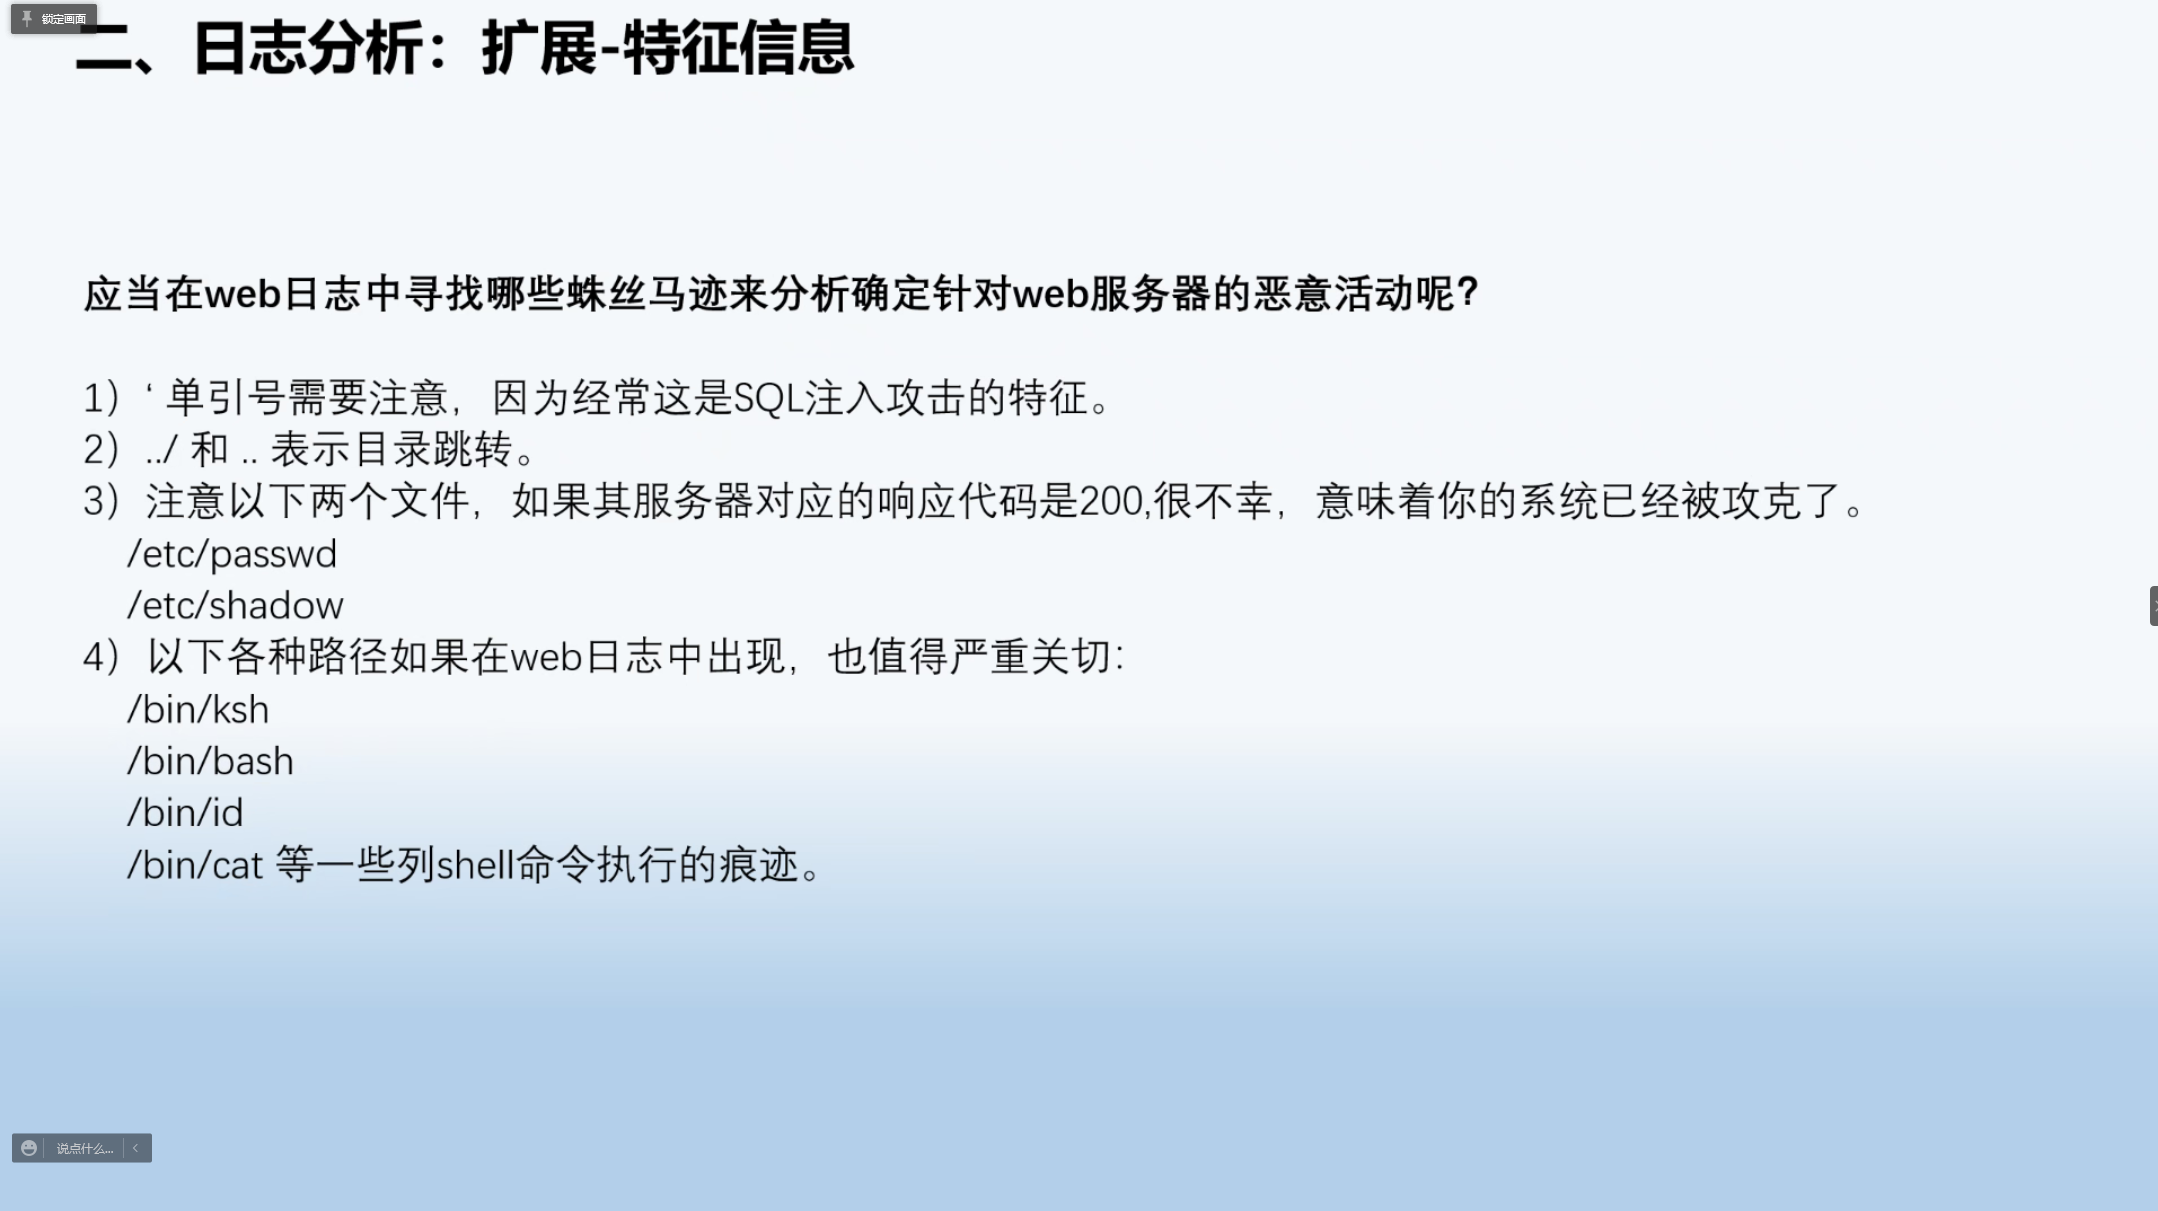 锁定画面
二、日志分析：扩展-特征信息
应当在web日志中寻找哪些蛛丝马迹来分析确定针对web服务器的恶意活动呢？
1）‘ 单引号需要注意，因为经常这是SQL注入攻击的特征。
2）../ 和 .. 表示目录跳转。
3）注意以下两个文件，如果其服务器对应的响应代码是200,很不幸，意味着你的系统已经被攻克了。
/etc/passwd
/etc/shadow
4）以下各种路径如果在web日志中出现，也值得严重关切：
/bin/ksh
/bin/bash
/bin/id
/bin/cat 等一些列shell命令执行的痕迹。
说点什么...